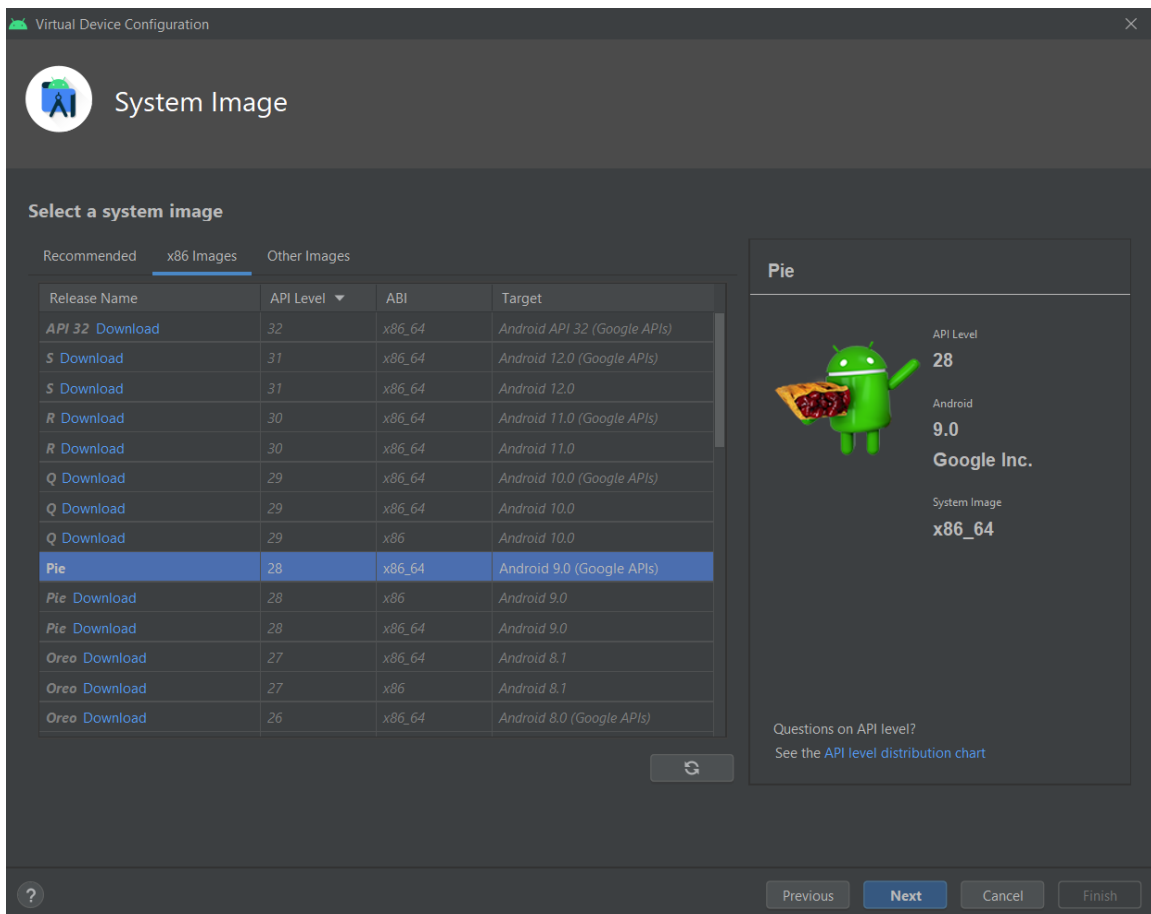 Virtual Device Configuration
System Image
Select a system image
Recommended x86 Images Other Images
Release Name API Level ABI Target
API 32 Download 32 x86_64 Android API 32 (Google APIs)
S Download 31 x86_64 Android 12.0 (Google APIs)
S Download 31 x86_64 Android 12.0
R Download 30 x86_64 Android 11.0 (Google APIs)
R Download 30 x86_64 Android 11.0
Q Download 29 x86_64 Android 10.0 (Google APIs)
Q Download 29 x86_64 Android 10.0
Q Download 29 x86 Android 10.0
Pie 28 x86_64 Android 9.0 (Google APIs)
Pie Download 28 x86 Android 9.0
Pie Download 28 x86_64 Android 9.0
Oreo Download 27 x86_64 Android 8.1
Oreo Download 27 x86 Android 8.1
Oreo Download 26 x86_64 Android 8.0 (Google APIs)
Pie
API Level
28
Android
9.0
Google Inc.
System Image
x86_64
Questions on API level?
See the API level distribution chart
? Previous Next Cancel Finish